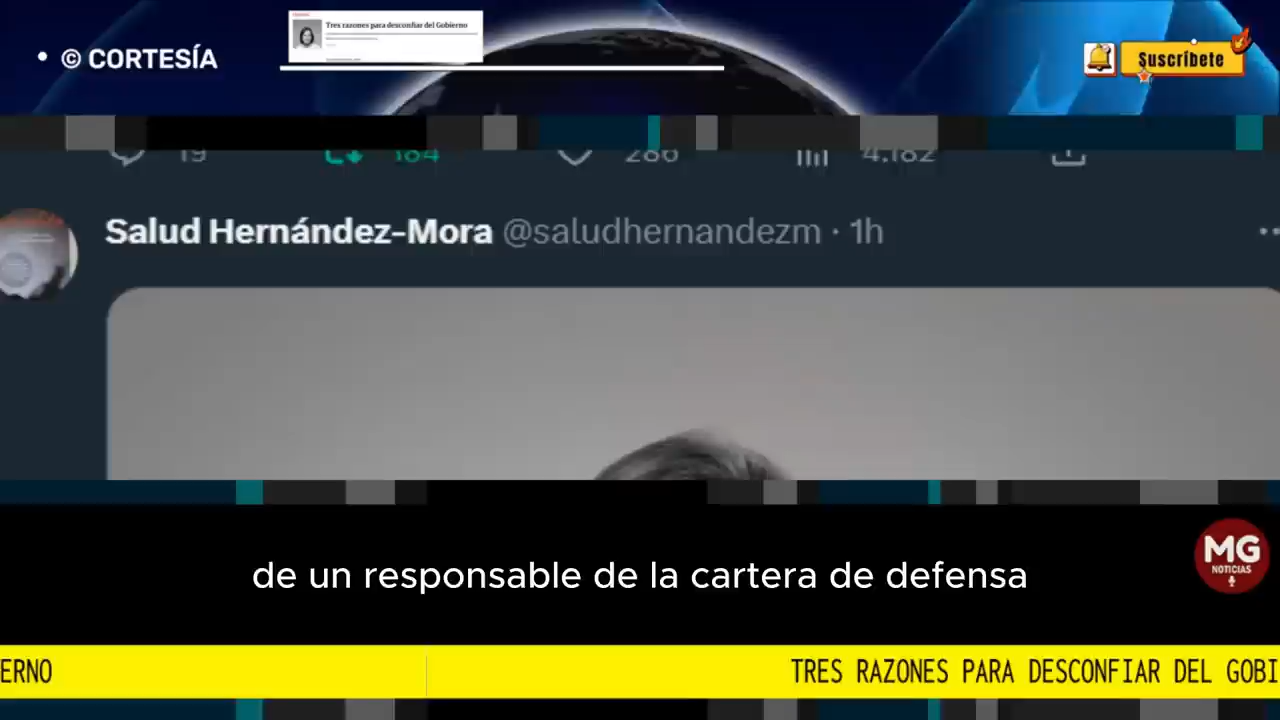 • © CORTESÍA
Tres razones para desconfiar del Gobierno
Suscríbete
19 184 286 4.182
Salud Hernández-Mora @saludhernandezm · 1h
de un responsable de la cartera de defensa
MG
NOTICIAS
ERNO TRES RAZONES PARA DESCONFIAR DEL GOBI